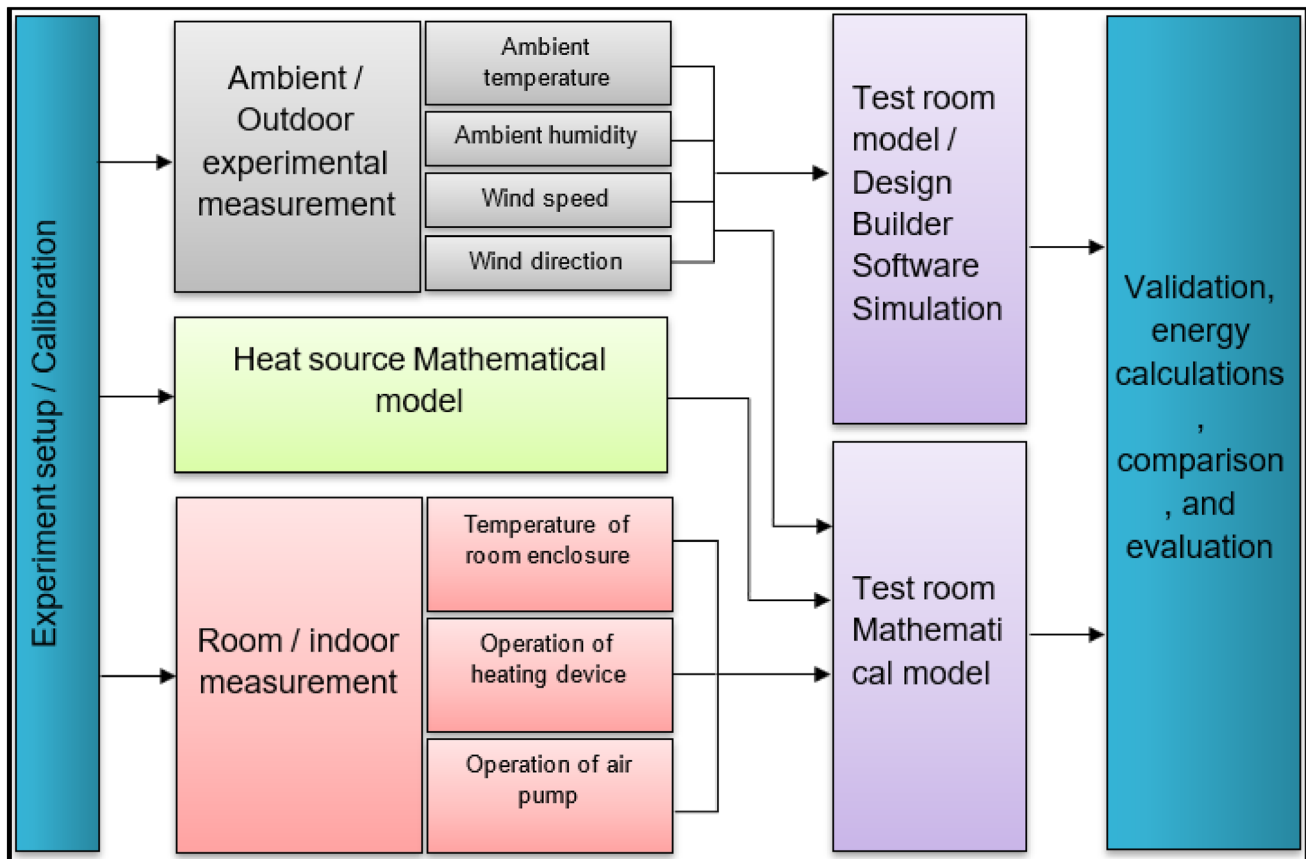 Experiment setup / Calibration
Ambient /
Outdoor
experimental
measurement
Ambient
temperature
Ambient humidity
Wind speed
Wind direction
Heat source Mathematical
model
Room / indoor
measurement
Temperature of
room enclosure
Operation of
heating device
Operation of air
pump
Test room
model /
Design
Builder
Software
Simulation
Test room
Mathemati
cal model
Validation,
energy
calculations
,
comparison
, and
evaluation